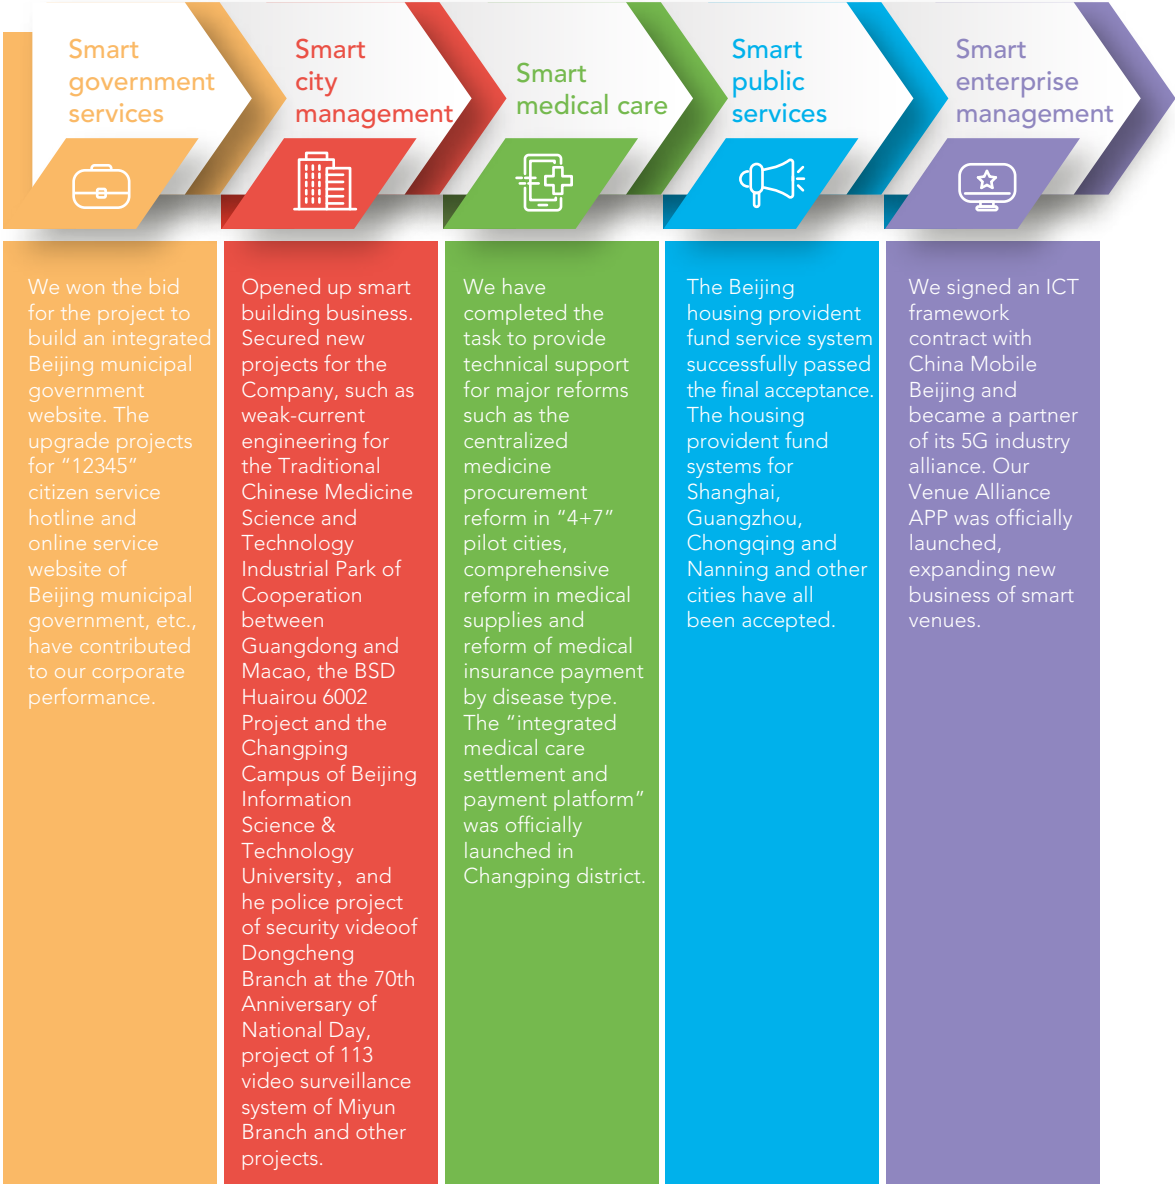 Smart
government
services
Smart
city
management
Smart
medical care
Smart
public
services
Smart
enterprise
management
We won the bid
for the project to
build an integrated
Beijing municipal
government
website. The
upgrade projects
for “12345”
citizen service
hotline and
online service
website of
Beijing municipal
government, etc.,
have contributed
to our corporate
performance.
Opened up smart
building business.
Secured new
projects for the
Company, such as
weak-current
engineering for
the Traditional
Chinese Medicine
Science and
Technology
Industrial Park of
Cooperation
between
Guangdong and
Macao, the BSD
Huairou 6002
Project and the
Changping
Campus of Beijing
Information
Science &
Technology
University，and
he police project
of security videoof
Dongcheng
Branch at the 70th
Anniversary of
National Day,
project of 113
video surveillance
system of Miyun
Branch and other
projects.
We have
completed the
task to provide
technical support
for major reforms
such as the
centralized
medicine
procurement
reform in “4+7”
pilot cities,
comprehensive
reform in medical
supplies and
reform of medical
insurance payment
by disease type.
The “integrated
medical care
settlement and
payment platform”
was officially
launched in
Changping district.
The Beijing
housing provident
fund service system
successfully passed
the final acceptance.
The housing
provident fund
systems for
Shanghai,
Guangzhou,
Chongqing and
Nanning and other
cities have all
been accepted.
We signed an ICT
framework
contract with
China Mobile
Beijing and
became a partner
of its 5G industry
alliance. Our
Venue Alliance
APP was officially
launched,
expanding new
business of smart
venues.